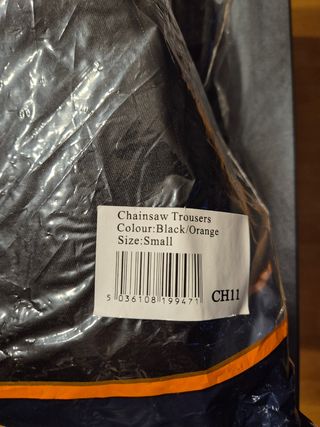 Chainsaw Trousers
Colour:Black/Orange
Size:Small
5 036108 199471
CH11